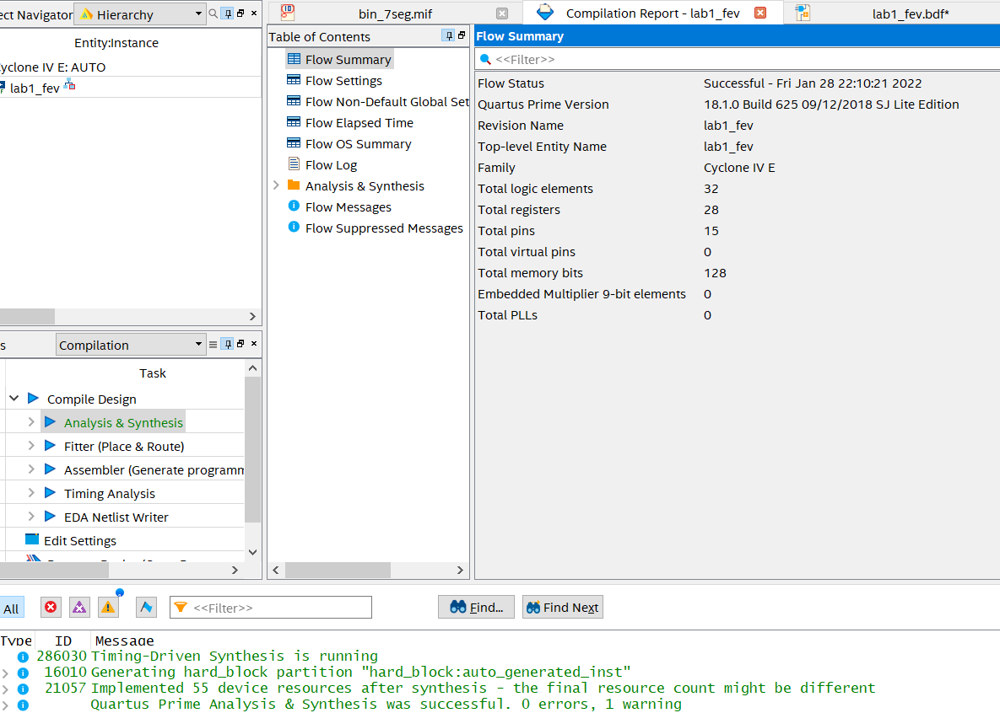 ect Navigator Hierarchy
Entity:Instance
Cyclone IV E: AUTO
lab1_fev
bin_7seg.mif
Compilation Report - lab1_fev
lab1_fev.bdf*
Table of Contents
Flow Summary
Flow Settings
Flow Non-Default Global Set
Flow Elapsed Time
Flow OS Summary
Flow Log
Analysis & Synthesis
Flow Messages
Flow Suppressed Messages
Flow Summary
<<Filter>>
Flow Status Successful - Fri Jan 28 22:10:21 2022
Quartus Prime Version 18.1.0 Build 625 09/12/2018 SJ Lite Edition
Revision Name lab1_fev
Top-level Entity Name lab1_fev
Family Cyclone IV E
Total logic elements 32
Total registers 28
Total pins 15
Total virtual pins 0
Total memory bits 128
Embedded Multiplier 9-bit elements 0
Total PLLs 0
s Compilation
Task
Compile Design
Analysis & Synthesis
Fitter (Place & Route)
Assembler (Generate programm
Timing Analysis
EDA Netlist Writer
Edit Settings
All <<Filter>> Find... Find Next
Type ID Message
286030 Timing-Driven Synthesis is running
16010 Generating hard_block partition "hard_block:auto_generated_inst"
21057 Implemented 55 device resources after synthesis - the final resource count might be different
Quartus Prime Analysis & Synthesis was successful. 0 errors, 1 warning